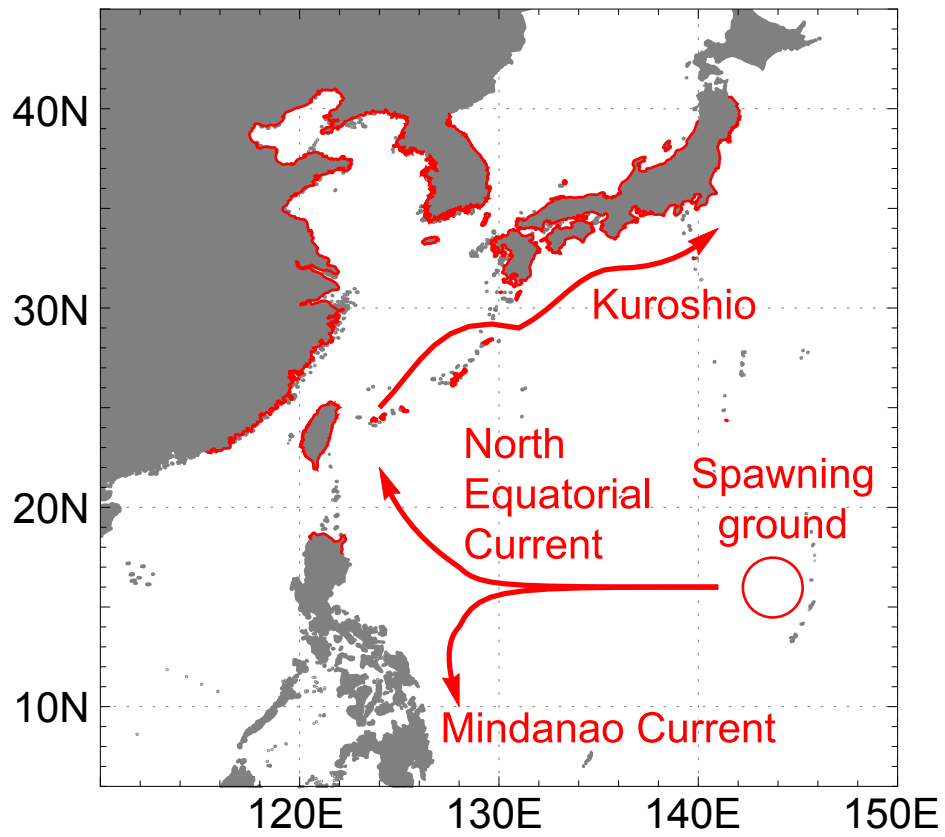 40N
30N
20N
10N
Kuroshio
North
Equatorial
Current
Spawning
ground
Mindanao Current
120E
130E
140E
150E